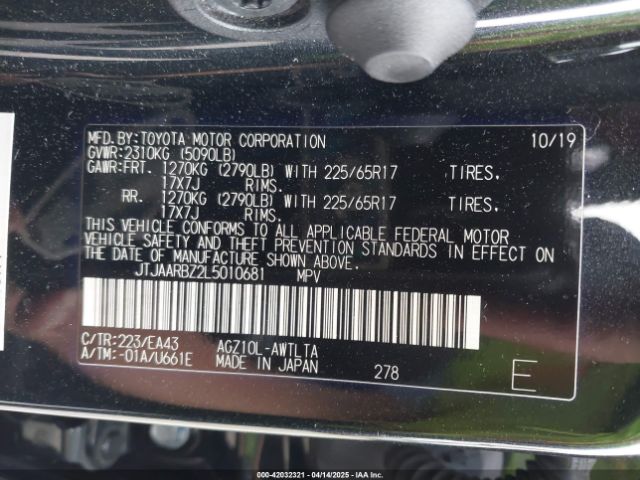 MFD.BY:TOYOTA MOTOR CORPORATION 10/19
GVWR:2310KG (5090LB)
GAWR:FRT. 1270KG (2790LB) WITH 225/65R17 TIRES,
17X7J RIMS.
RR. 1270KG (2790LB) WITH 225/65R17 TIRES,
17X7J RIMS.
THIS VEHICLE CONFORMS TO ALL APPLICABLE FEDERAL MOTOR
VEHICLE SAFETY AND THEFT PREVENTION STANDARDS IN EFFECT ON
THE DATE OF MANUFACTURE SHOWN ABOVE.
JTJAARBZ2L5010681 MPV
C/TR:223/EA43 AGZ10L-AWTLTA
A/TM:-01A/U661E MADE IN JAPAN 278 E
000-42032321 - 04/14/2025 - IAA Inc.